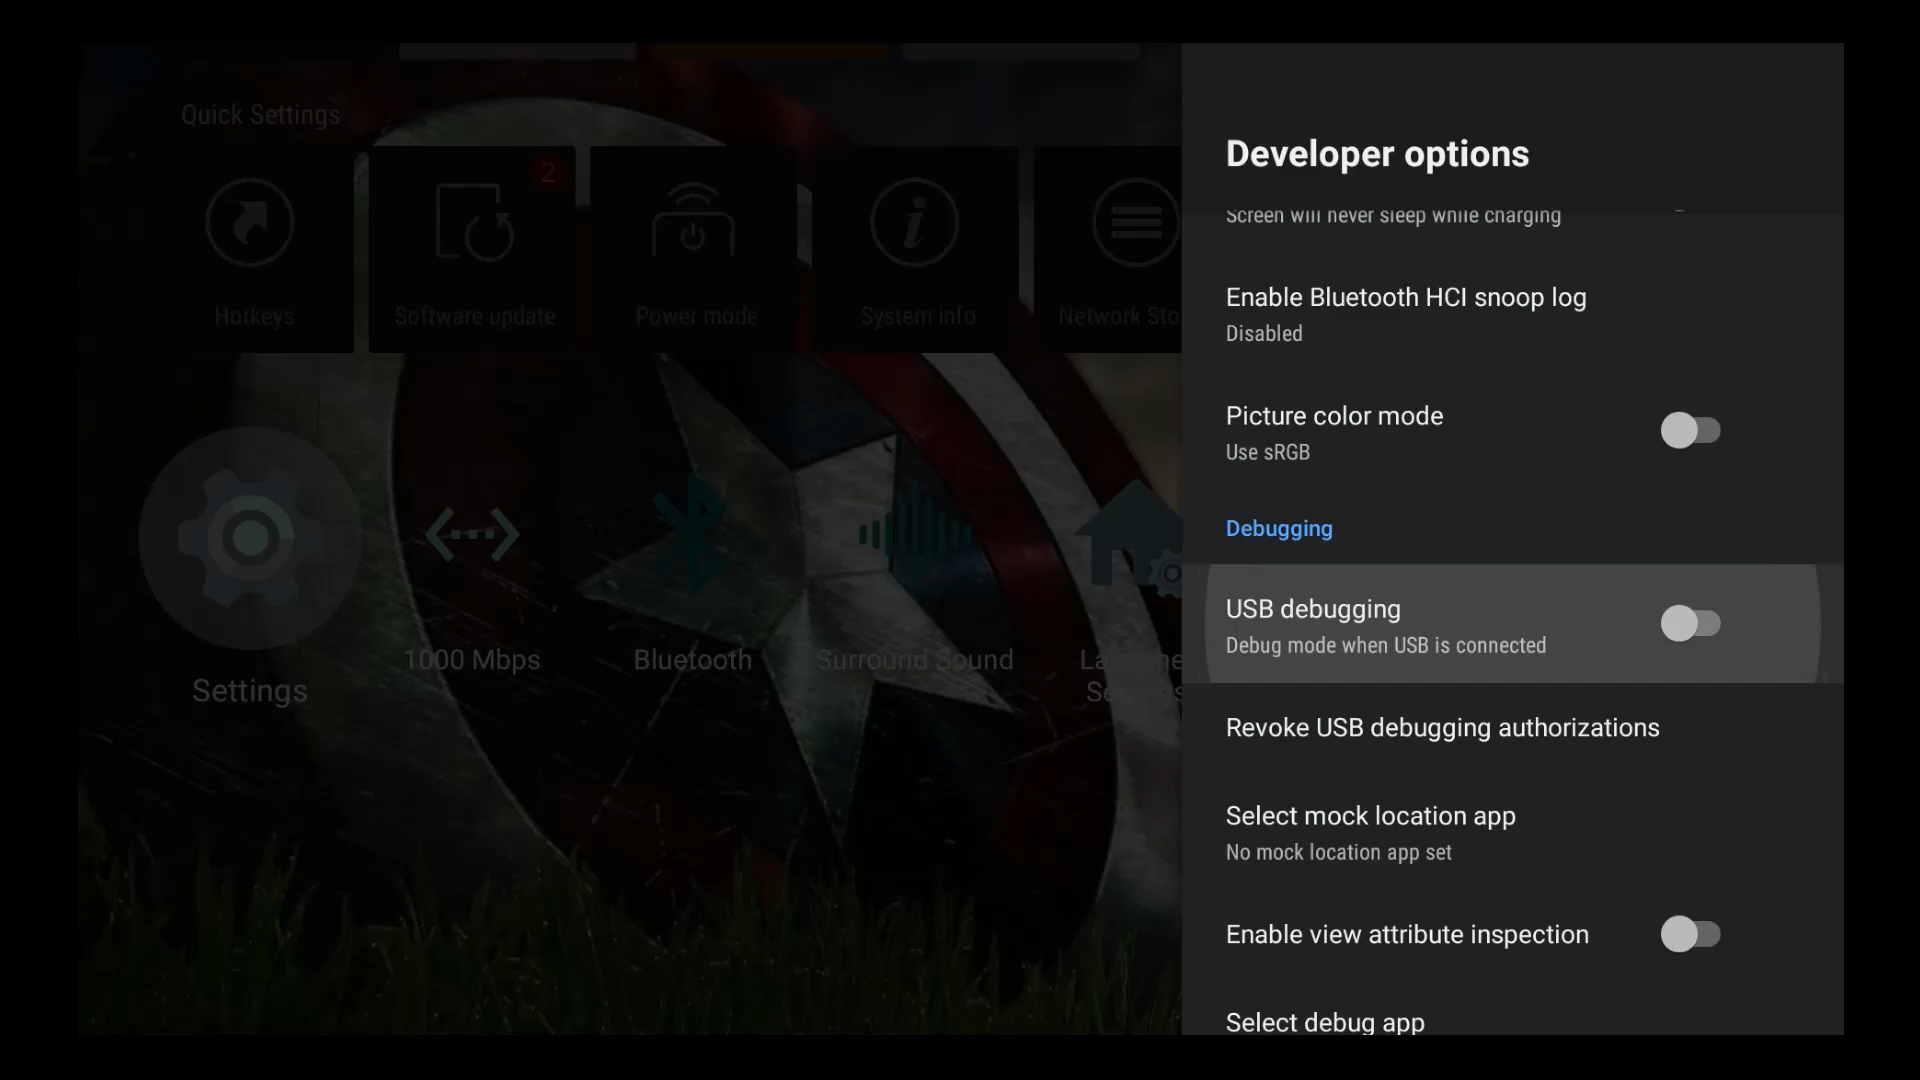 Quick Settings
2
Hotkeys
Software update
Power mode
System info
Network Sto
Settings
1000 Mbps
Bluetooth
Surround Sound
Developer options
Screen will never sleep while charging
Enable Bluetooth HCI snoop log
Disabled
Picture color mode
Use sRGB
Debugging
USB debugging
Debug mode when USB is connected
Revoke USB debugging authorizations
Select mock location app
No mock location app set
Enable view attribute inspection
Select debug app